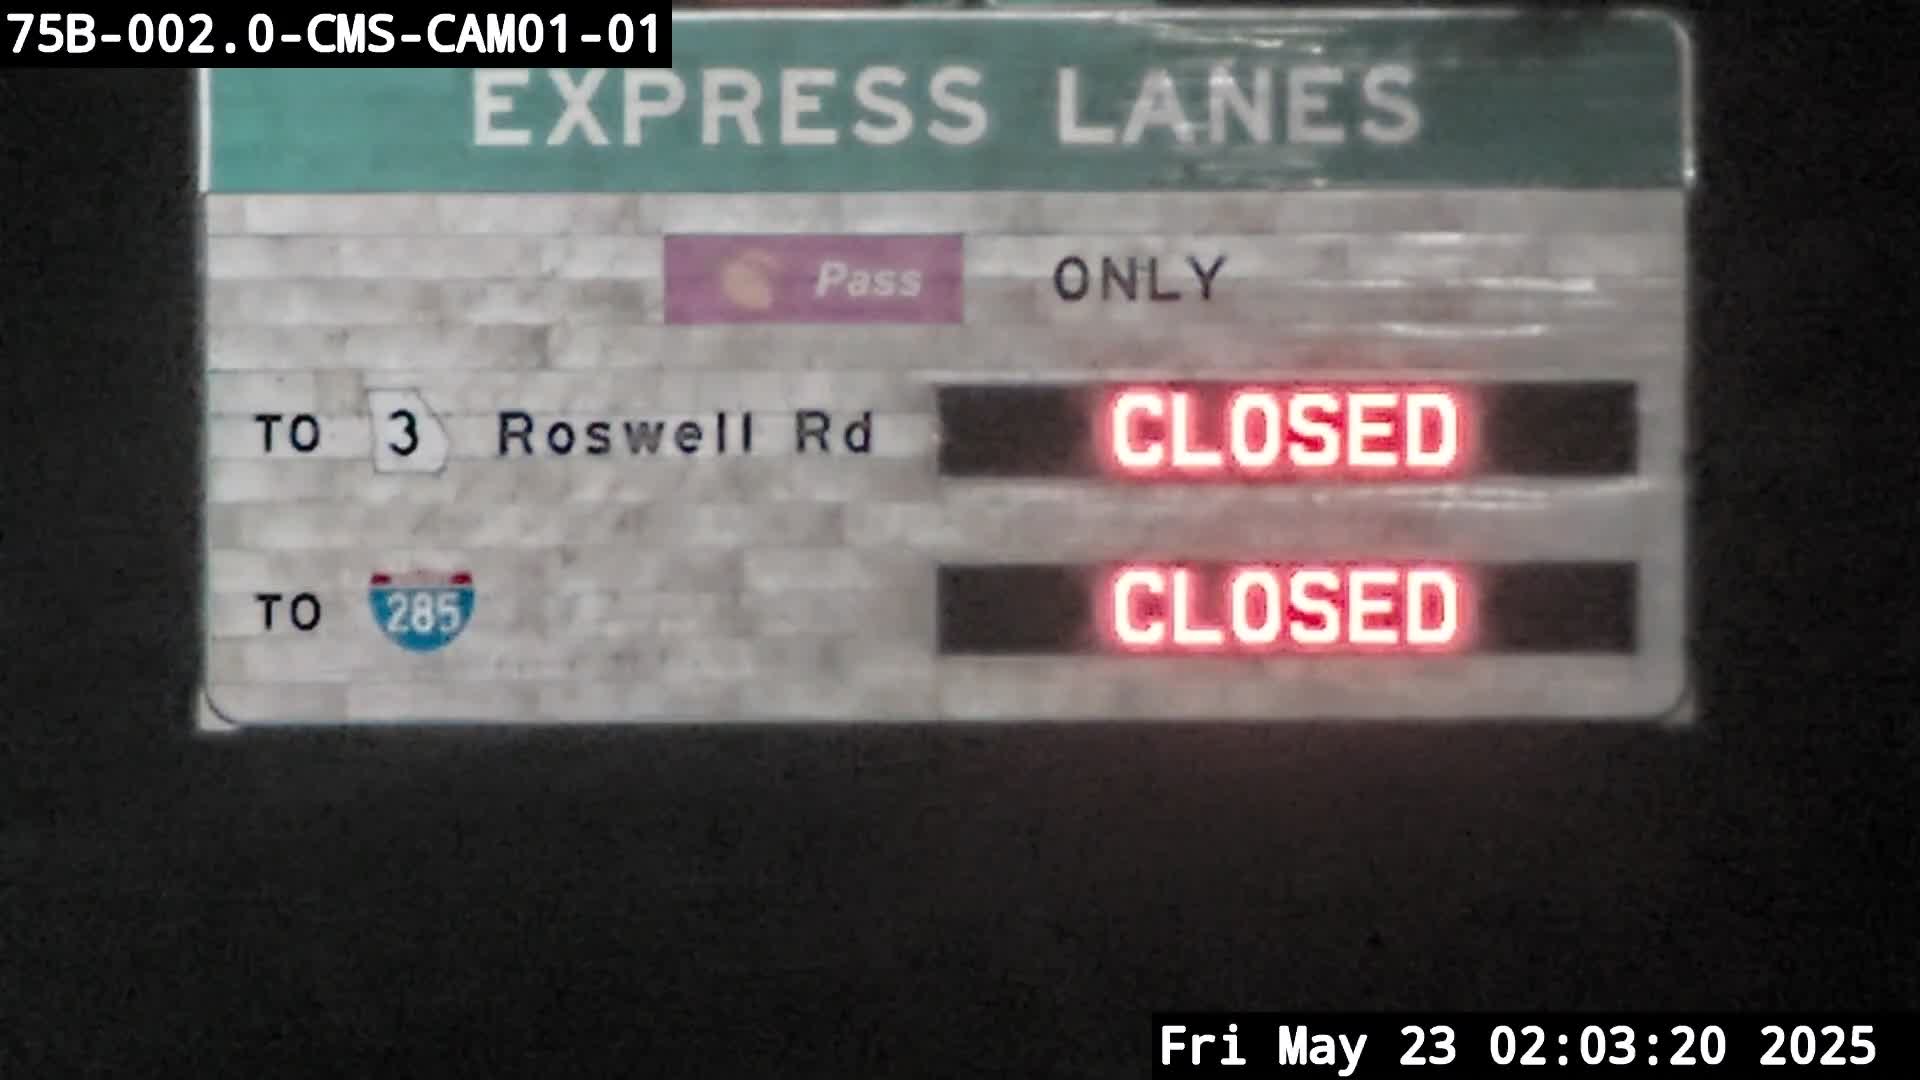 75B-002.0-CMS-CAM01-01
EXPRESS LANES
Pass ONLY
TO 3 Roswell Rd CLOSED
TO 285 CLOSED
Fri May 23 02:03:20 2025